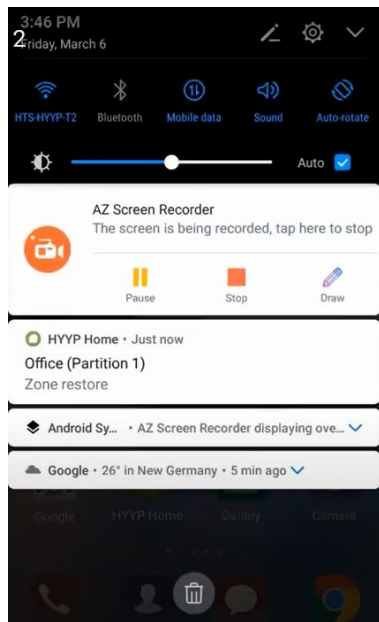 3:46 PM
2
Friday, March 6
HTS-HYYP-T2
Bluetooth
Mobile data
Sound
Auto-rotate
Auto
AZ Screen Recorder
The screen is being recorded, tap here to stop
Pause
Stop
Draw
HYYP Home • Just now
Office (Partition 1)
Zone restore
Android Sy... • AZ Screen Recorder displaying ove...
Google • 26° in New Germany • 5 min ago
Google
HYYP Home
Gallery
Camera